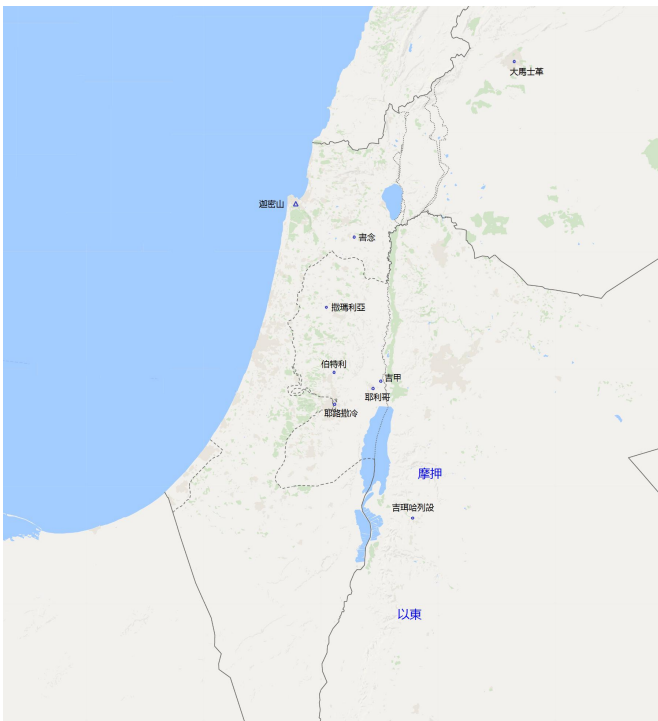 大馬士革
迦密山
書念
撒瑪利亞
伯特利
吉甲
耶利哥
耶路撒冷
摩押
吉珥哈列設
以東